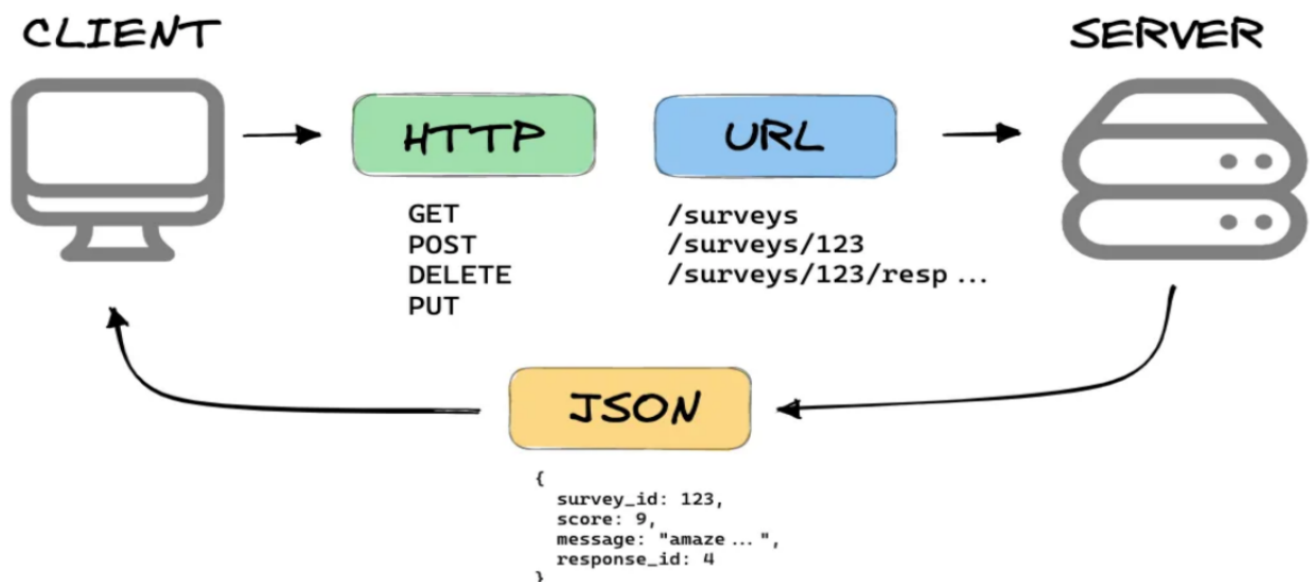 CLIENT
SERVER
HTTP
URL
GET
POST
DELETE
PUT
/surveys
/surveys/123
/surveys/123/resp ...
JSON
{
survey_id: 123,
score: 9,
message: "amaze ... ",
response_id: 4
}